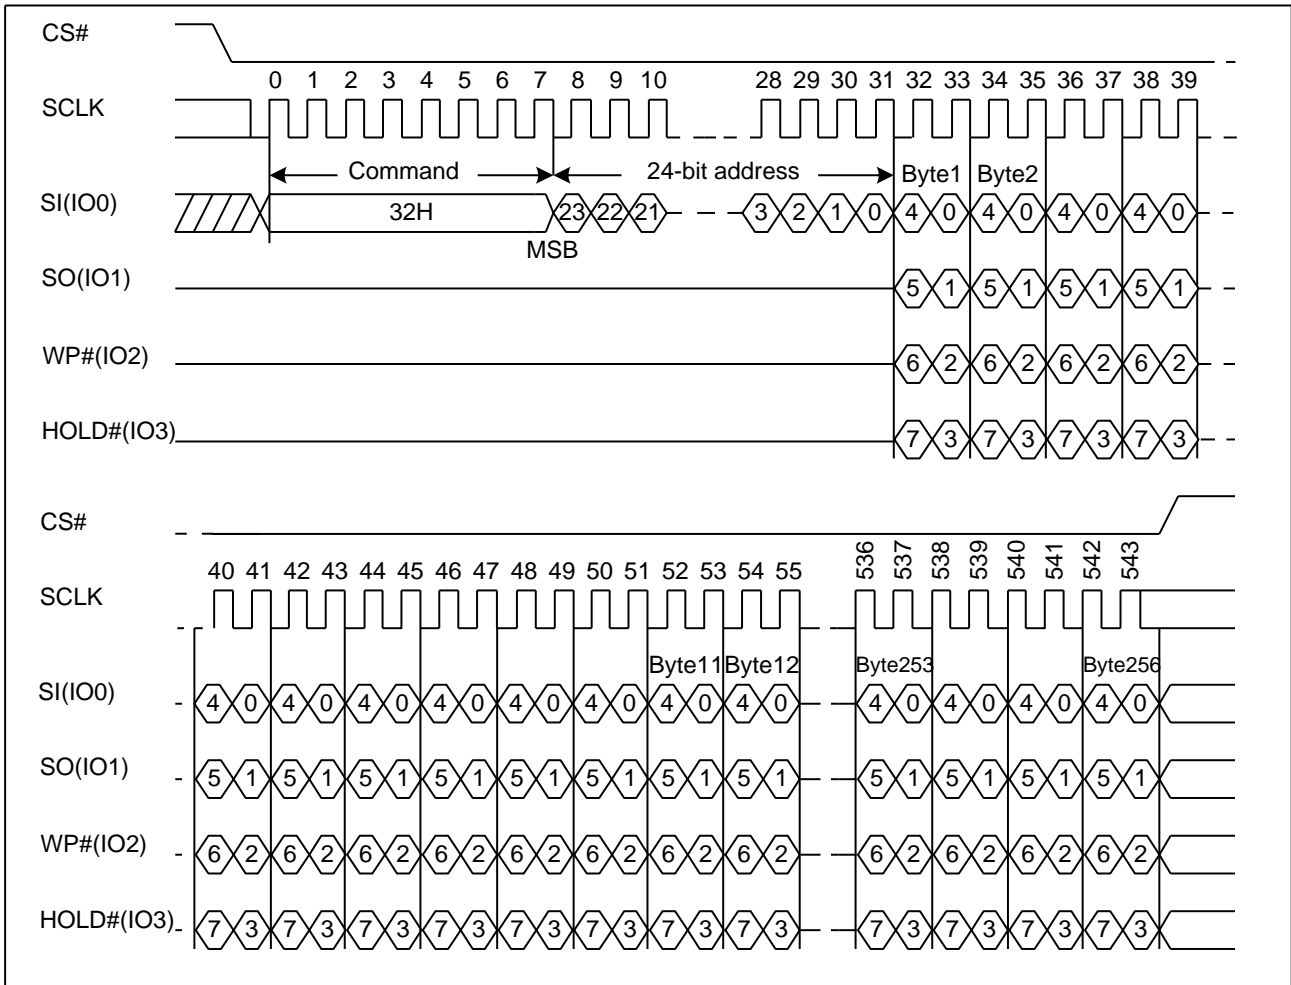 CS#
0 1 2 3 4 5 6 7 8 9 10 28 29 30 31 32 33 34 35 36 37 38 39
SCLK
Command 24-bit address Byte1 Byte2
SI(IO0) 32H 23 22 21 3 2 1 0 4 0 4 0 4 0 4 0
MSB
SO(IO1) 5 1 5 1 5 1 5 1
WP#(IO2) 6 2 6 2 6 2 6 2
HOLD#(IO3) 7 3 7 3 7 3 7 3
CS#
40 41 42 43 44 45 46 47 48 49 50 51 52 53 54 55 536 537 538 539 540 541 542 543
SCLK
Byte11 Byte12 Byte253 Byte256
SI(IO0) 4 0 4 0 4 0 4 0 4 0 4 0 4 0 4 0 4 0 4 0 4 0 4 0
SO(IO1) 5 1 5 1 5 1 5 1 5 1 5 1 5 1 5 1 5 1 5 1 5 1 5 1
WP#(IO2) 6 2 6 2 6 2 6 2 6 2 6 2 6 2 6 2 6 2 6 2 6 2 6 2
HOLD#(IO3) 7 3 7 3 7 3 7 3 7 3 7 3 7 3 7 3 7 3 7 3 7 3 7 3